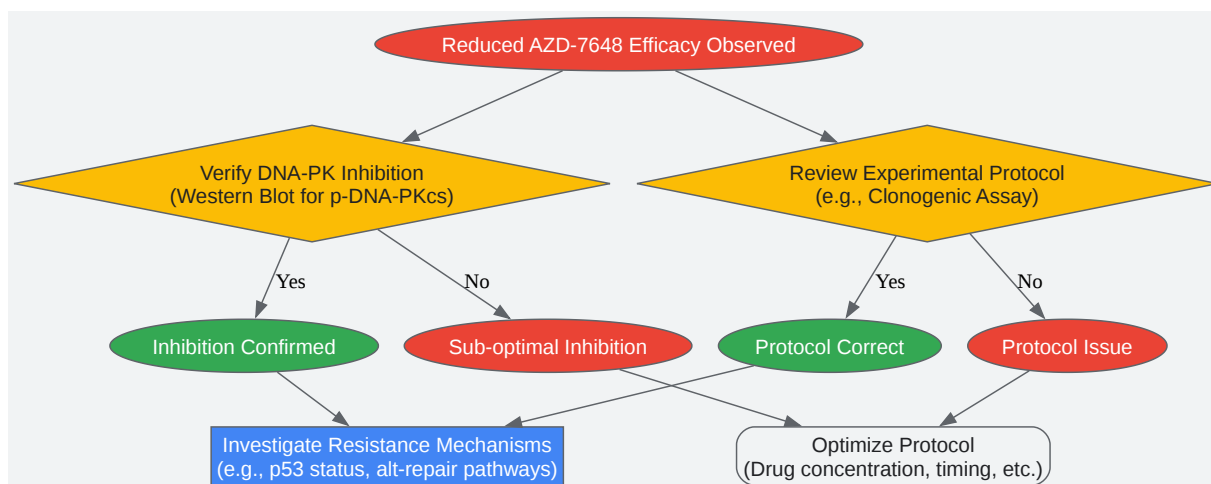 Reduced AZD-7648 Efficacy Observed
Verify DNA-PK Inhibition
(Western Blot for p-DNA-PKcs)
Review Experimental Protocol
(e.g., Clonogenic Assay)
Yes
No
Yes
No
Inhibition Confirmed
Sub-optimal Inhibition
Protocol Correct
Protocol Issue
Investigate Resistance Mechanisms
(e.g., p53 status, alt-repair pathways)
Optimize Protocol
(Drug concentration, timing, etc.)